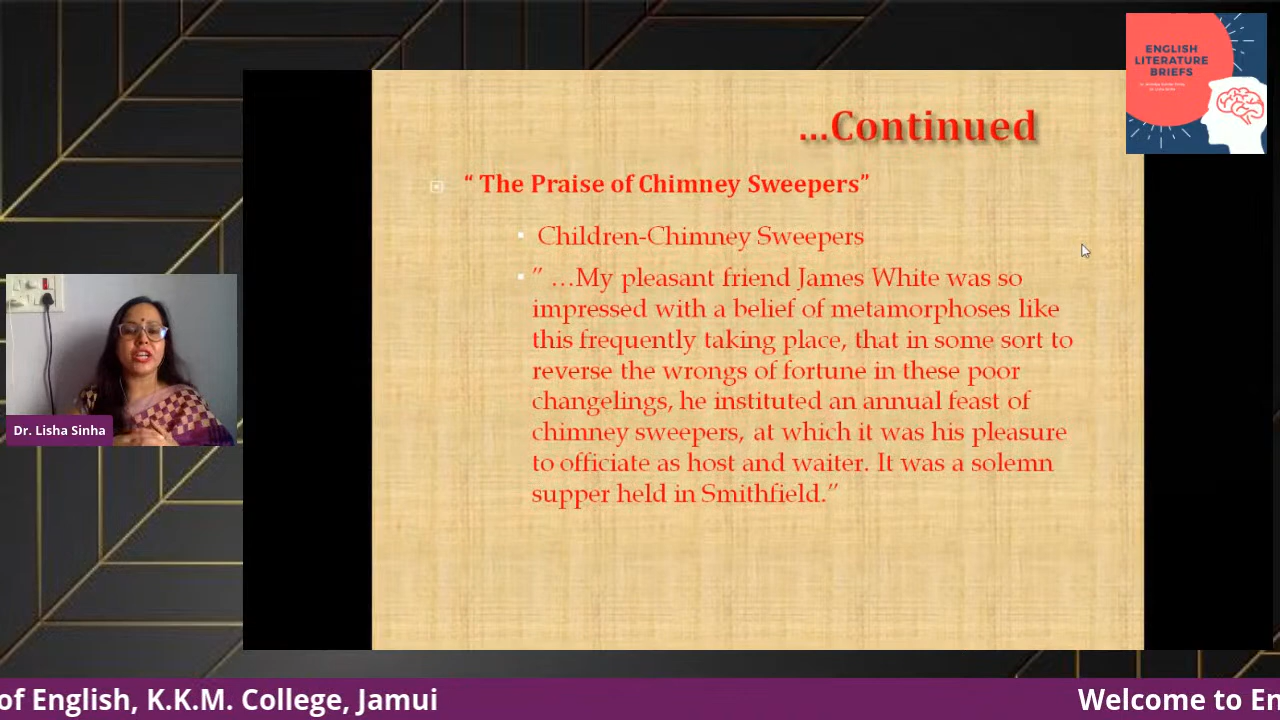 ENGLISH
LITERATURE
BRIEFS
...Continued
“ The Praise of Chimney Sweepers”
Children-Chimney Sweepers
” …My pleasant friend James White was so
impressed with a belief of metamorphoses like
this frequently taking place, that in some sort to
reverse the wrongs of fortune in these poor
changelings, he instituted an annual feast of
chimney sweepers, at which it was his pleasure
to officiate as host and waiter. It was a solemn
supper held in Smithfield.”
Dr. Lisha Sinha
of English, K.K.M. College, Jamui
Welcome to En